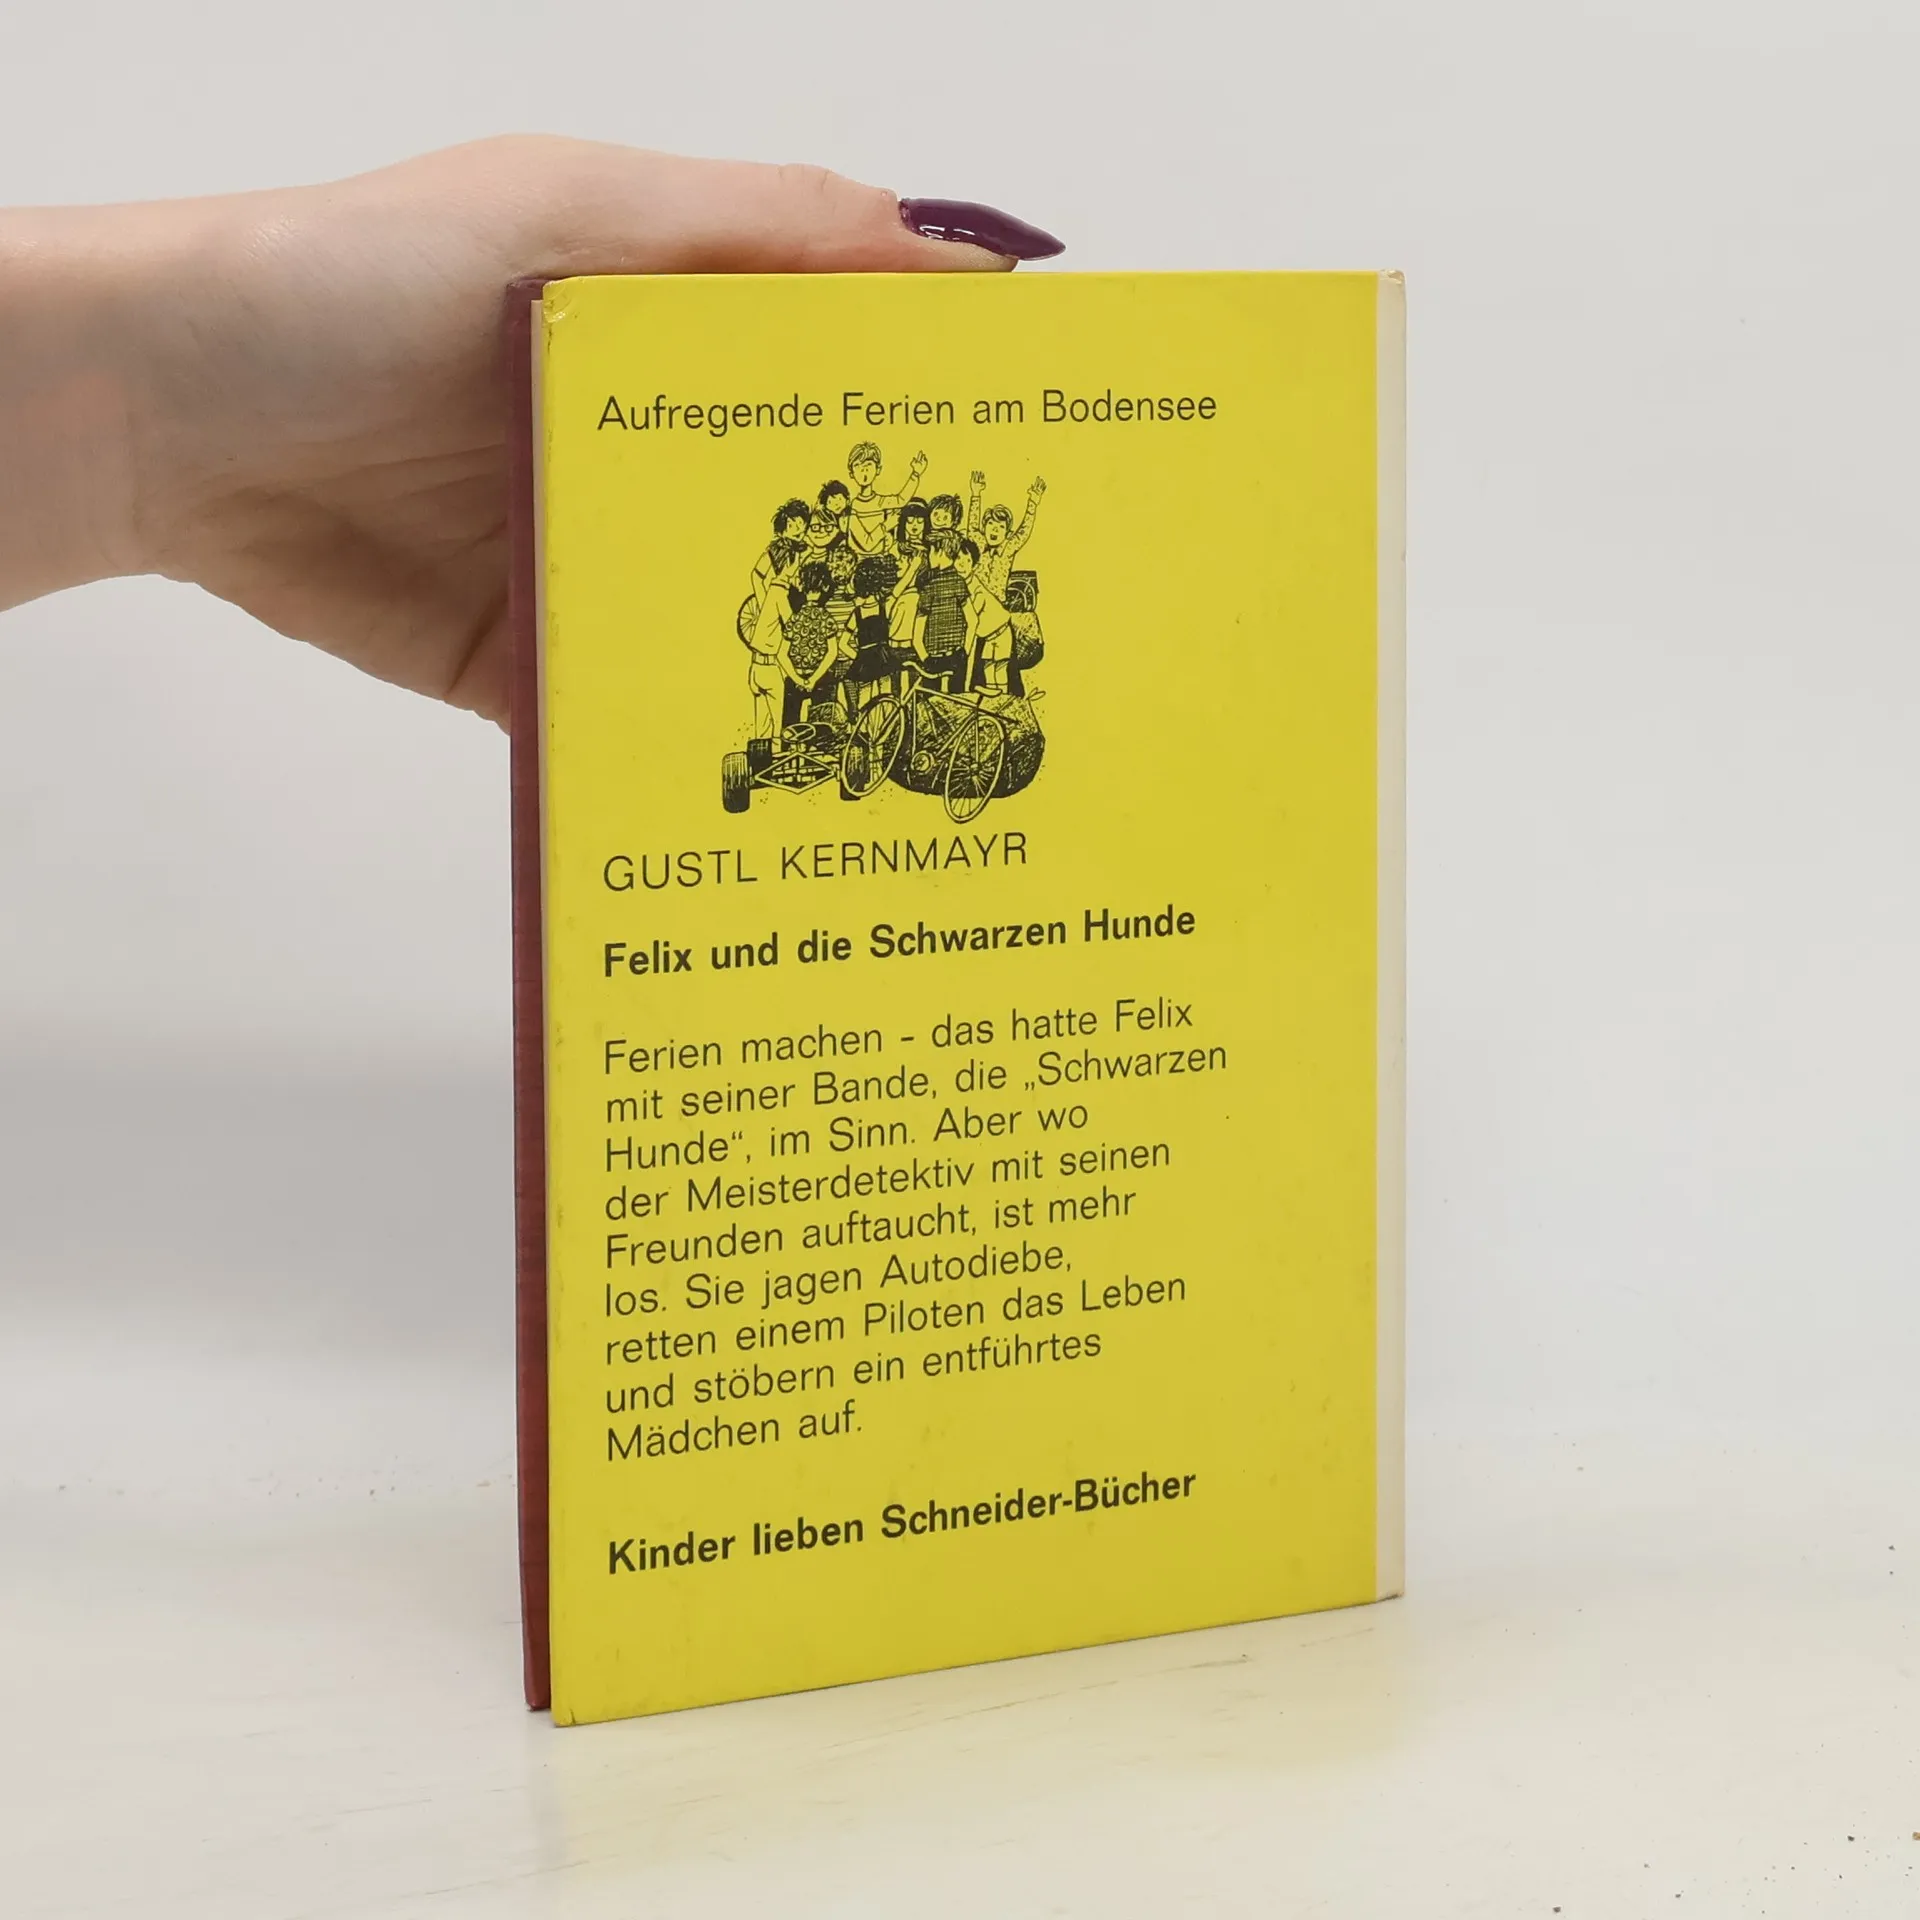 Aufregende Ferien am Bodensee
GUSTL KERNMAYR
Felix und die Schwarzen Hunde
Ferien machen - das hatte Felix
mit seiner Bande, die „Schwarzen
Hunde“, im Sinn. Aber wo
der Meisterdetektiv mit seinen
Freunden auftaucht, ist mehr
los. Sie jagen Autodiebe,
retten einem Piloten das Leben
und stöbern ein entführtes
Mädchen auf.
Kinder lieben Schneider-Bücher